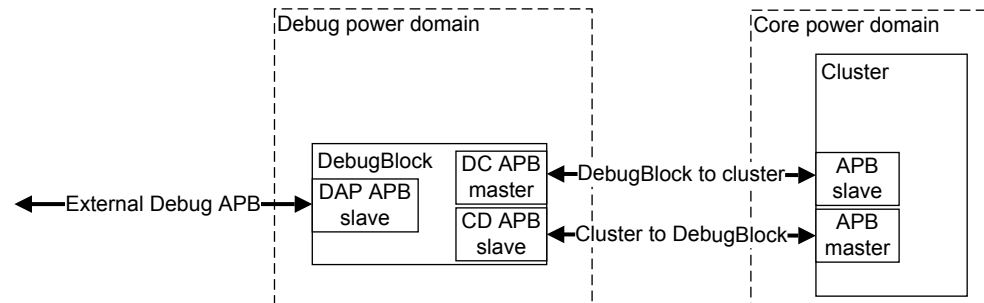 Debug power domain
Core power domain
Cluster
DebugBlock
DC APB
master
DebugBlock to cluster
APB
slave
DAP APB
slave
External Debug APB
CD APB
slave
Cluster to DebugBlock
APB
master